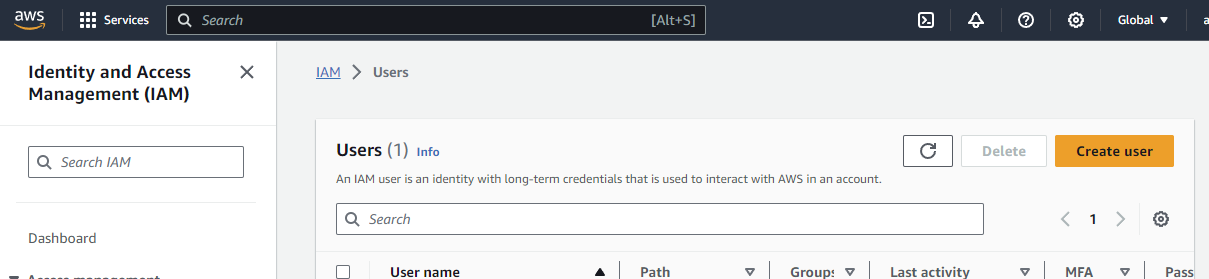 aws Services Search [Alt+S] Global
Identity and Access
Management (IAM)
Search IAM
Dashboard
Access management
IAM > Users
Users (1) Info
Delete
Create user
An IAM user is an identity with long-term credentials that is used to interact with AWS in an account.
Search
1
User name Path Groups Last activity MFA Pass